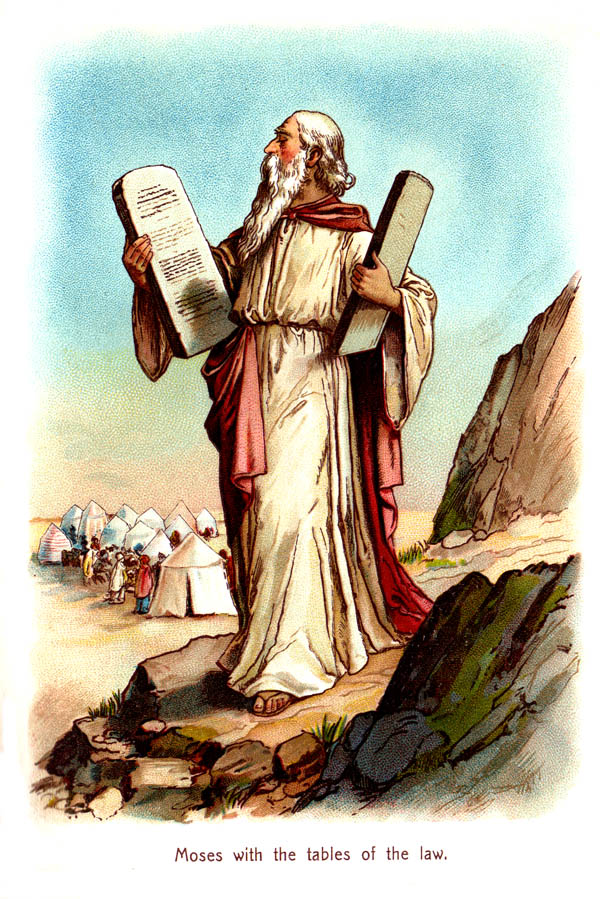 Moses with the tables of the law.